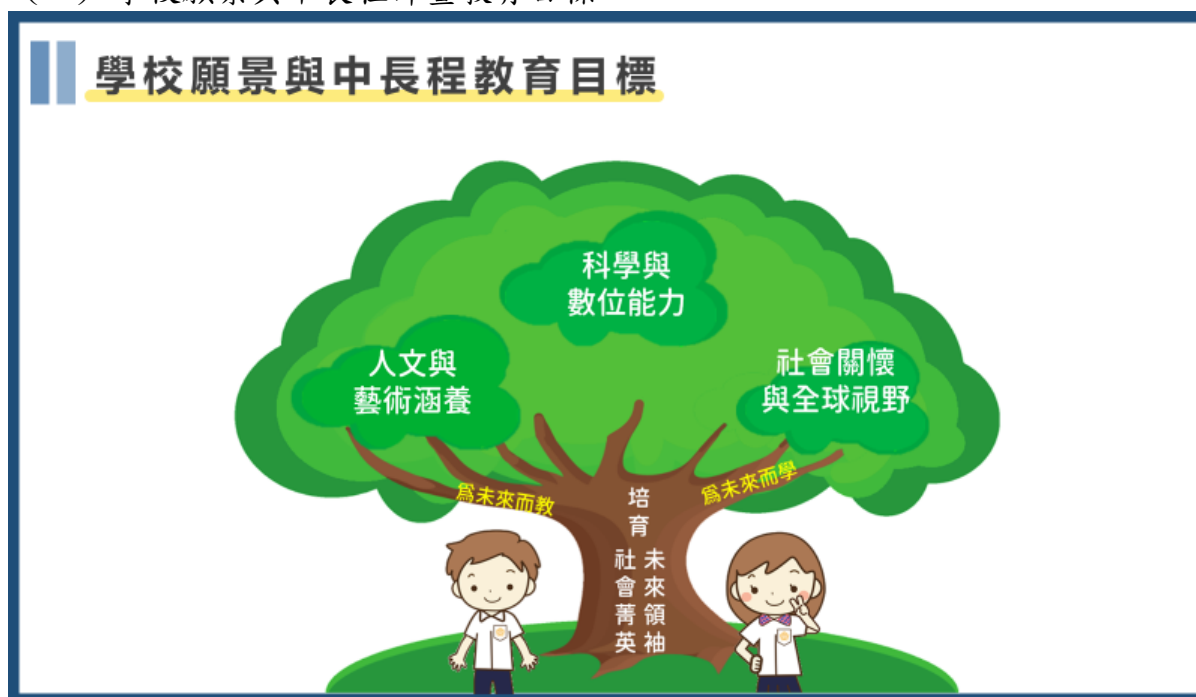 學校願景與中長程教育目標
科學與
數位能力
人文與
藝術涵養
社會關懷
與全球視野
為未來而教
為未來而學
培育
未來領袖
社會菁英